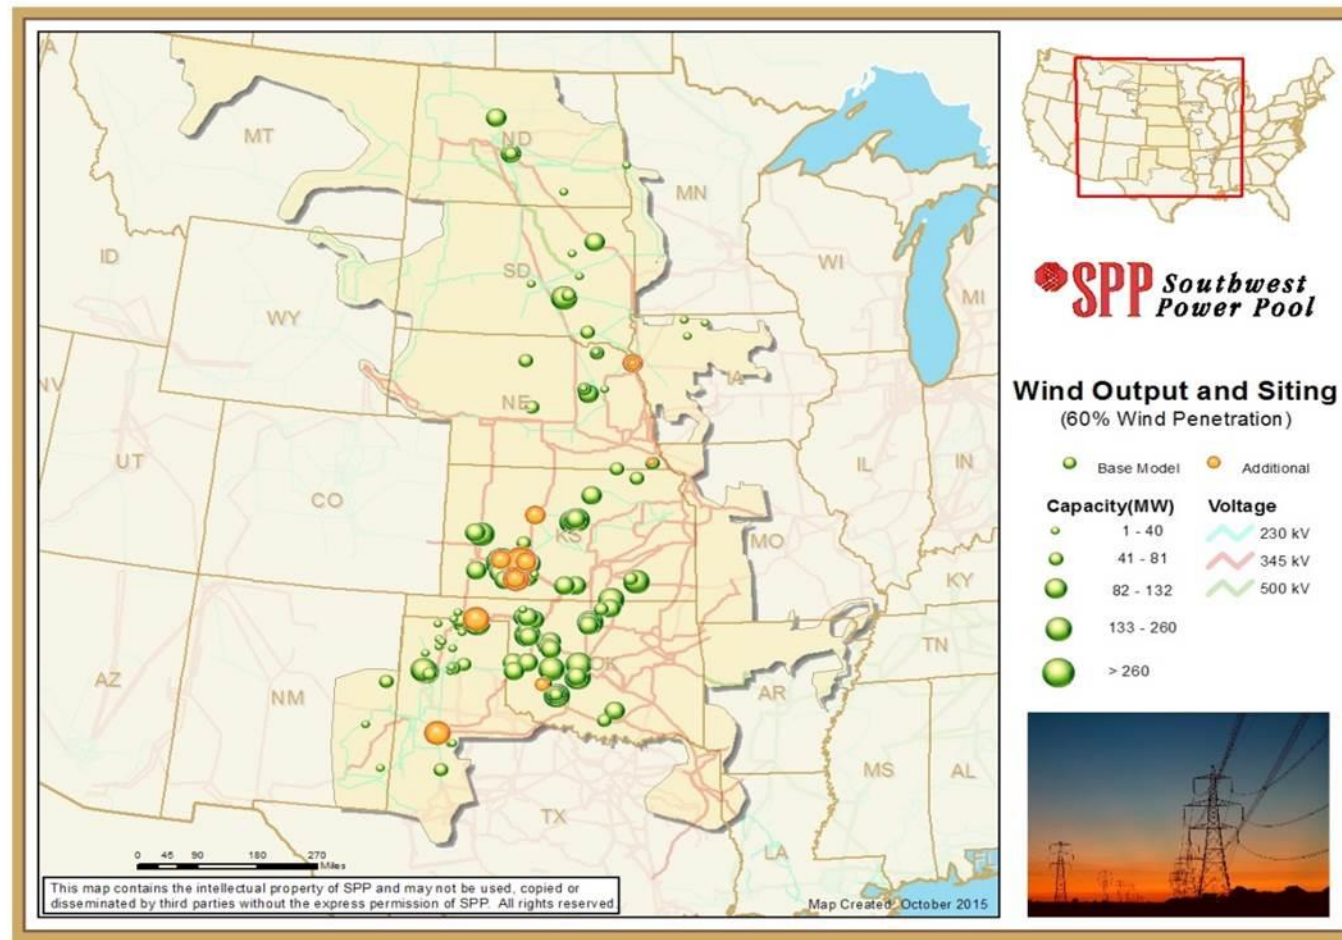 VA
MT
ND
MN
ID
SD
WI
MI
WY
NV
IA
NE
UT
CO
IL
IN
KS
MO
KY
AZ
NM
OK
TN
AR
TX
MS
AL
LA
0 45 90 180 270
Miles
This map contains the intellectual property of SPP and may not be used, copied or
disseminated by third parties without the express permission of SPP. All rights reserved.
Map Created: October 2015
SPP Southwest
Power Pool
Wind Output and Siting
(60% Wind Penetration)
Base Model Additional
Capacity(MW) Voltage
1 - 40 230 kV
41 - 81 345 kV
82 - 132 500 kV
133 - 260
> 260